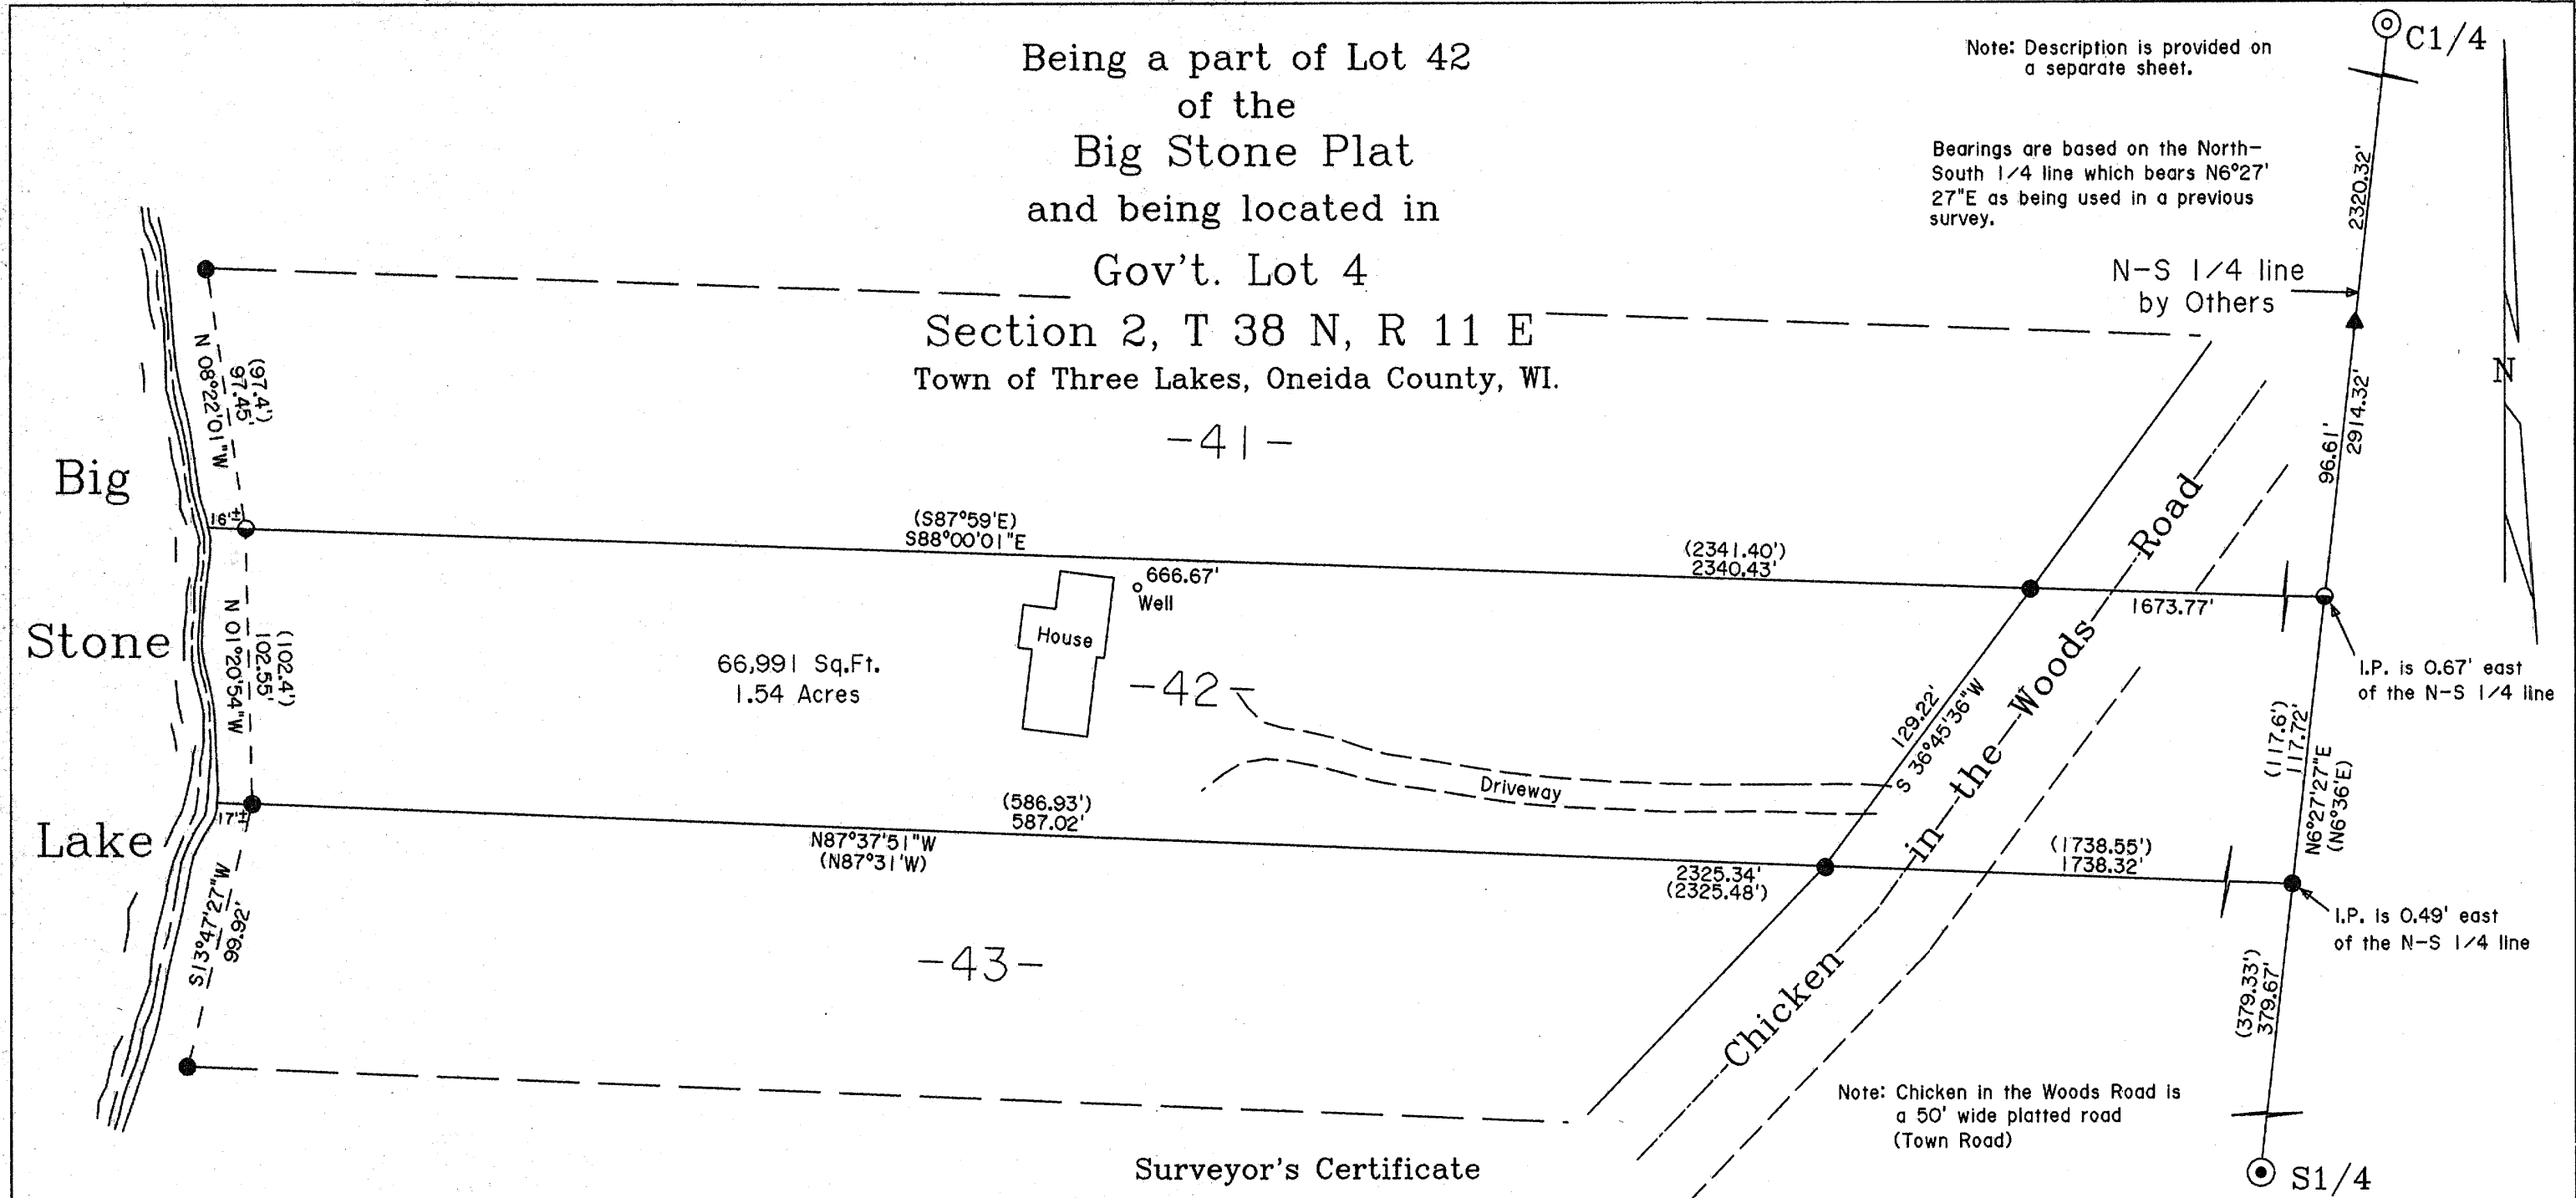 Being a part of Lot 42
of the
Big Stone Plat
and being located in
Gov't. Lot 4
Section 2, T 38 N, R 11 E
Town of Three Lakes, Oneida County, WI.
Note: Description is provided on
a separate sheet.
Bearings are based on the North-
South 1/4 line which bears N6°27'
27"E as being used in a previous
survey.
C1/4
2320.32'
N-S 1/4 line
by Others
2914.32'
96.61'
N
(97.4')
97.45'
N 08°22'01"W
-41-
Big
Stone
Lake
16'±
(S87°59'E)
S88°00'01"E
(2341.40')
2340.43'
666.67'
Well
House
1673.77'
I.P. is 0.67' east
of the N-S 1/4 line
(102.4')
102.55'
N 01°20'54"W
66,991 Sq.Ft.
1.54 Acres
-42-
129.22'
S 36°45'36"W
Chicken in the Woods Road
(117.6')
117.72'
N6°27'27"E
(N6°36'E)
Driveway
17'±
(586.93')
587.02'
N87°37'51"W
(N87°31'W)
2325.34'
(2325.48')
(1738.55')
1738.32'
I.P. is 0.49' east
of the N-S 1/4 line
S13°47'27"W
99.92'
-43-
(379.33')
379.67'
Note: Chicken in the Woods Road is
a 50' wide platted road
(Town Road)
Surveyor's Certificate
S1/4